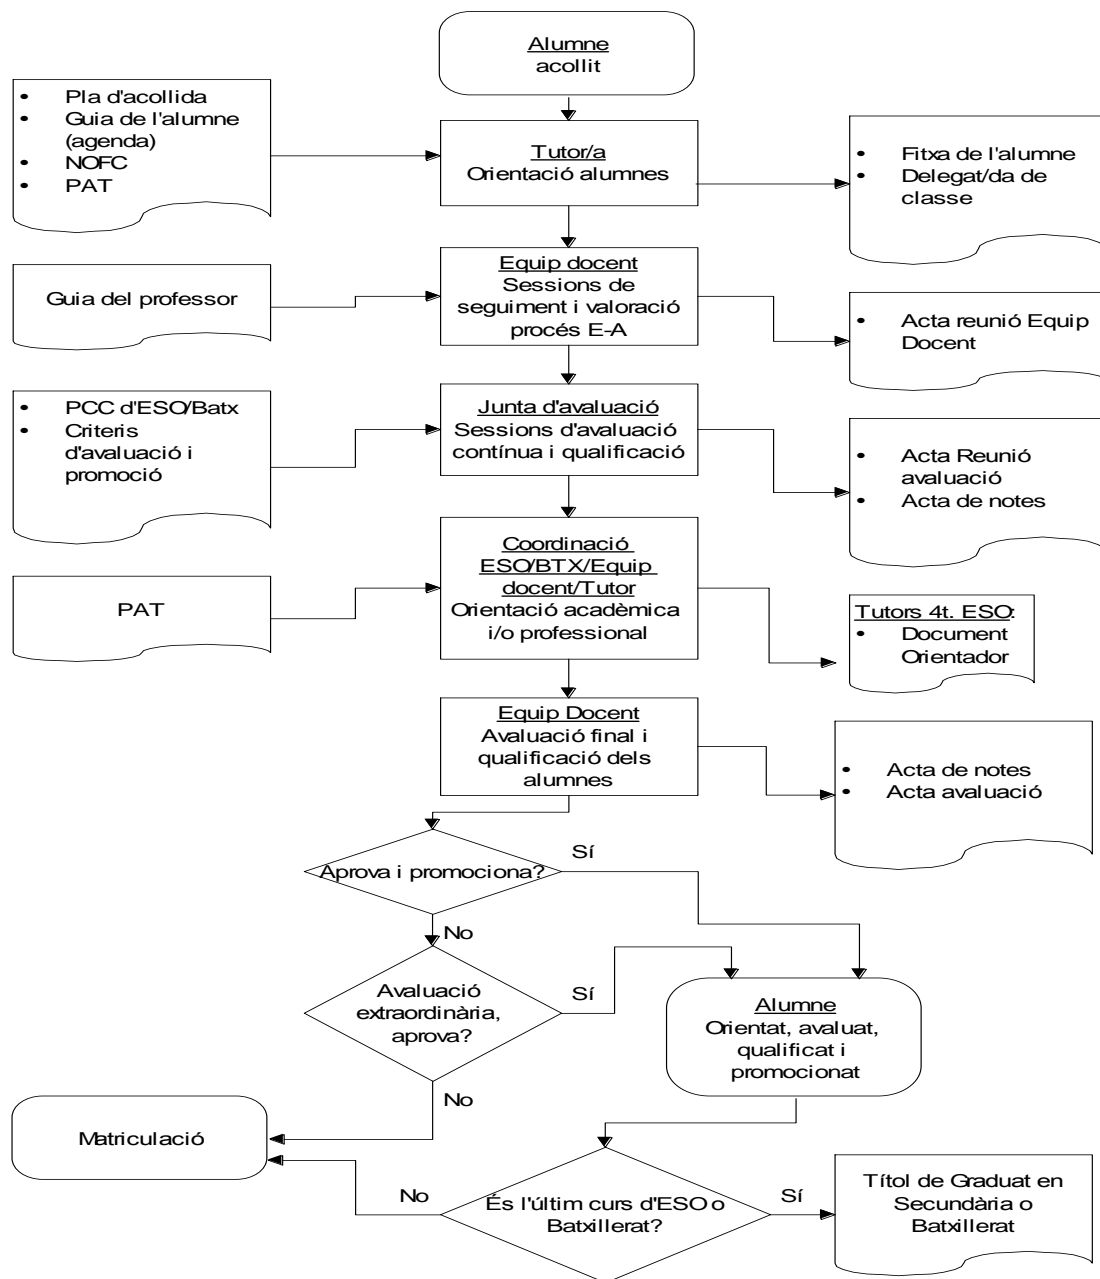 Alumne
acollit
• Pla d'acollida
• Guia de l'alumne
(agenda)
• NOFC
• PAT
Tutor/a
Orientació alumnes
• Fitxa de l'alumne
• Delegat/da de
classe
Guia del professor
Equip docent
Sessions de
seguiment i valoració
procés E-A
• Acta reunió Equip
Docent
• PCC d'ESO/Batx
• Criteris
d'avaluació i
promoció
Junta d'avaluació
Sessions d'avaluació
contínua i qualificació
• Acta Reunió
avaluació
• Acta de notes
PAT
Coordinació
ESO/BTX/Equip
docent/Tutor
Orientació acadèmica
i/o professional
Tutors 4t. ESO:
• Document
Orientador
Equip Docent
Avaluació final i
qualificació dels
alumnes
• Acta de notes
• Acta avaluació
Aprova i promociona?
Sí
No
Avaluació
extraordinària,
aprova?
Sí
No
Alumne
Orientat, avaluat,
qualificat i
promocionat
Matriculació
És l'últim curs d'ESO o
Batxillerat?
No
Sí
Títol de Graduat en
Secundària o
Batxillerat